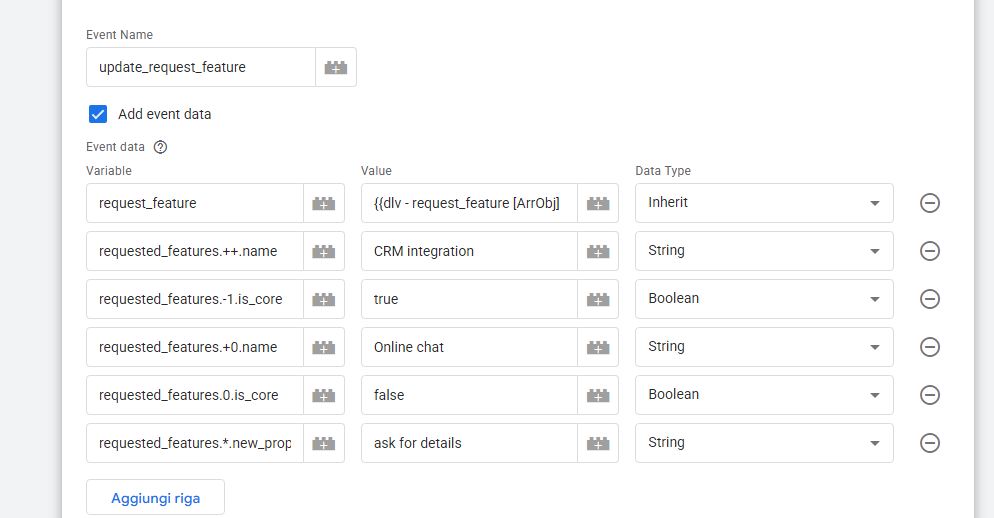 Event Name
update_request_feature
Add event data
Event data
Variable Value Data Type
request_feature {{dlv - request_feature [ArrObj] Inherit
requested_features.++.name CRM integration String
requested_features.-1.is_core true Boolean
requested_features.+0.name Online chat String
requested_features.0.is_core false Boolean
requested_features.*.new_prop ask for details String
Aggiungi riga